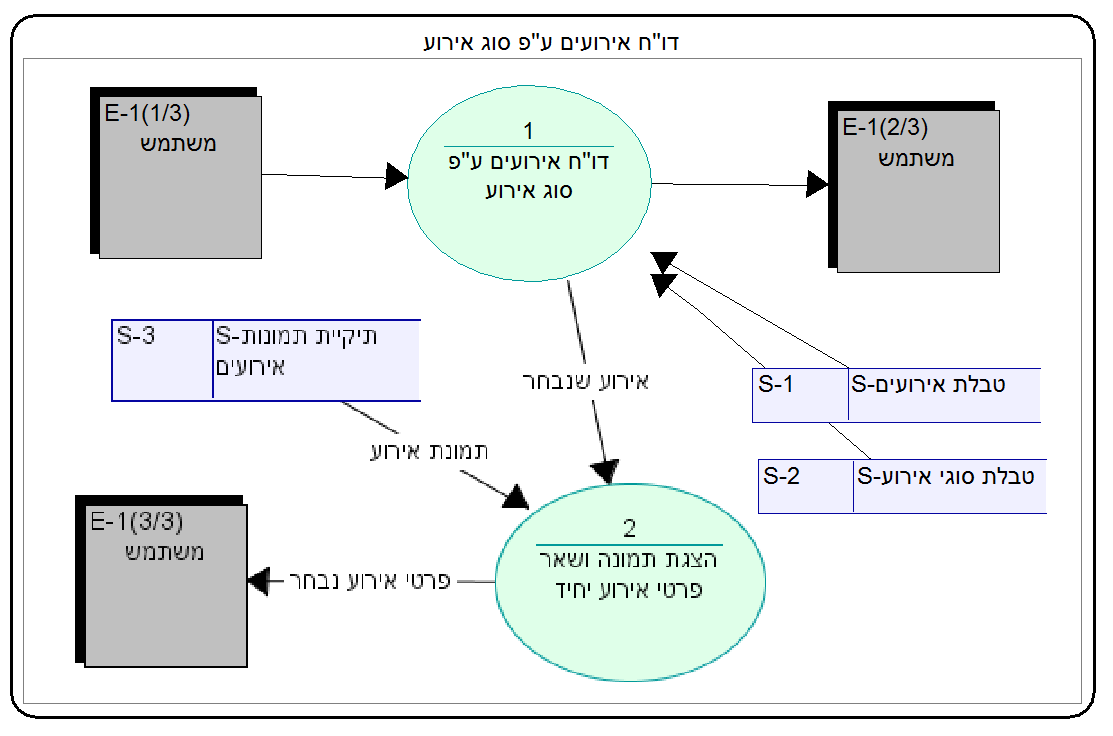 דו"ח אירועים ע"פ סוג אירוע
E-1(1/3)
משתמש
1
דו"ח אירועים ע"פ
סוג אירוע
E-1(2/3)
משתמש
S-3
S-תיקיית תמונות
אירועים
אירוע שנבחר
S-1
S-טבלת אירועים
תמונת אירוע
S-2
S-טבלת סוגי אירוע
E-1(3/3)
משתמש
פרטי אירוע נבחר
2
הצגת תמונה ושאר
פרטי אירוע יחיד